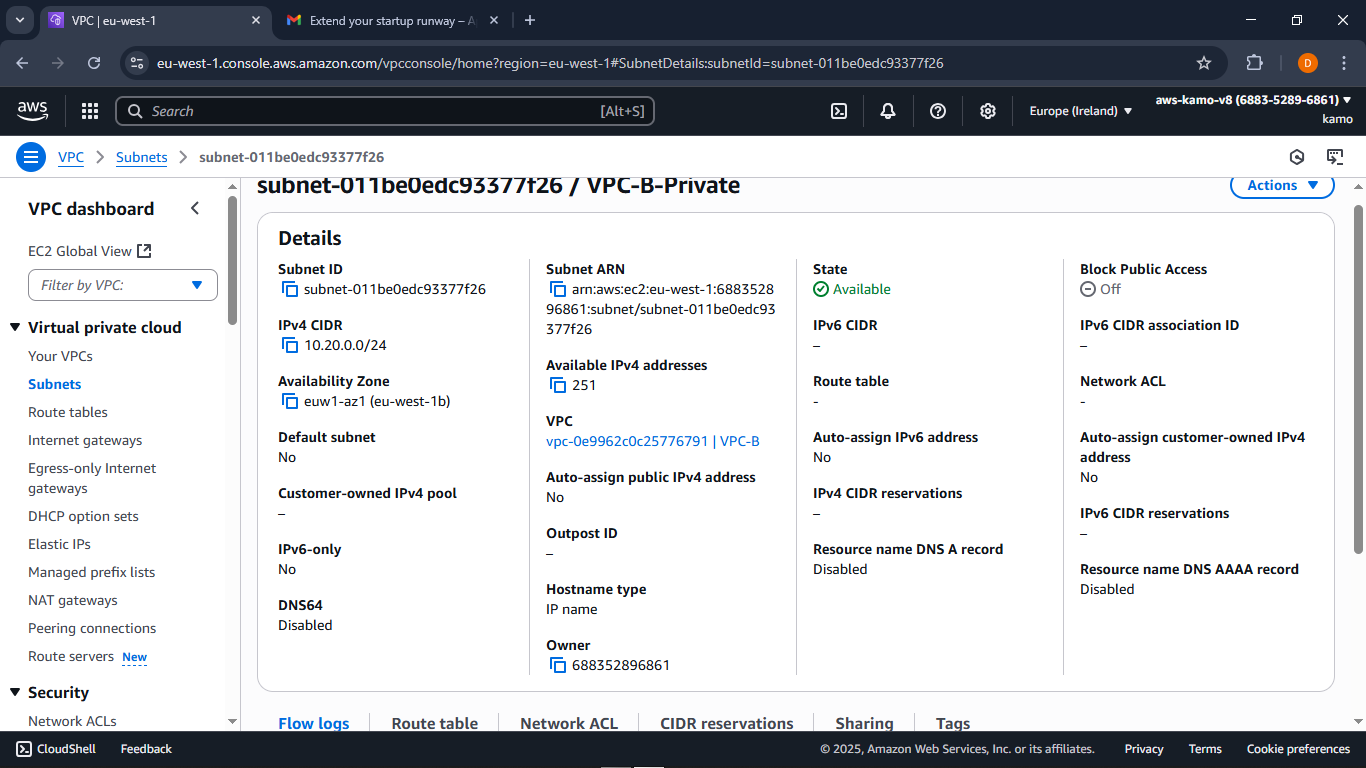 VPC | eu-west-1
Extend your startup runway – A
eu-west-1.console.aws.amazon.com/vpcconsole/home?region=eu-west-1#SubnetDetails:subnetId=subnet-011be0edc93377f26
D
aws
Search
[Alt+S]
Europe (Ireland)
aws-kamo-v8 (6883-5289-6861)
kamo
VPC
Subnets
subnet-011be0edc93377f26
VPC dashboard
EC2 Global View
Filter by VPC:
Virtual private cloud
Your VPCs
Subnets
Route tables
Internet gateways
Egress-only Internet
gateways
DHCP option sets
Elastic IPs
Managed prefix lists
NAT gateways
Peering connections
Route servers New
Security
Network ACLs
subnet-011be0edc93377f26 / VPC-B-Private
Actions
Details
Subnet ID
subnet-011be0edc93377f26
IPv4 CIDR
10.20.0.0/24
Availability Zone
euw1-az1 (eu-west-1b)
Default subnet
No
Customer-owned IPv4 pool
–
IPv6-only
No
DNS64
Disabled
Subnet ARN
arn:aws:ec2:eu-west-1:6883528
96861:subnet/subnet-011be0edc93
377f26
Available IPv4 addresses
251
VPC
vpc-0e9962c0c25776791 | VPC-B
Auto-assign public IPv4 address
No
Outpost ID
–
Hostname type
IP name
Owner
688352896861
State
Available
IPv6 CIDR
–
Route table
-
Auto-assign IPv6 address
No
IPv4 CIDR reservations
–
Resource name DNS A record
Disabled
Block Public Access
Off
IPv6 CIDR association ID
–
Network ACL
-
Auto-assign customer-owned IPv4
address
No
IPv6 CIDR reservations
–
Resource name DNS AAAA record
Disabled
Flow logs
Route table
Network ACL
CIDR reservations
Sharing
Tags
CloudShell
Feedback
© 2025, Amazon Web Services, Inc. or its affiliates.
Privacy
Terms
Cookie preferences